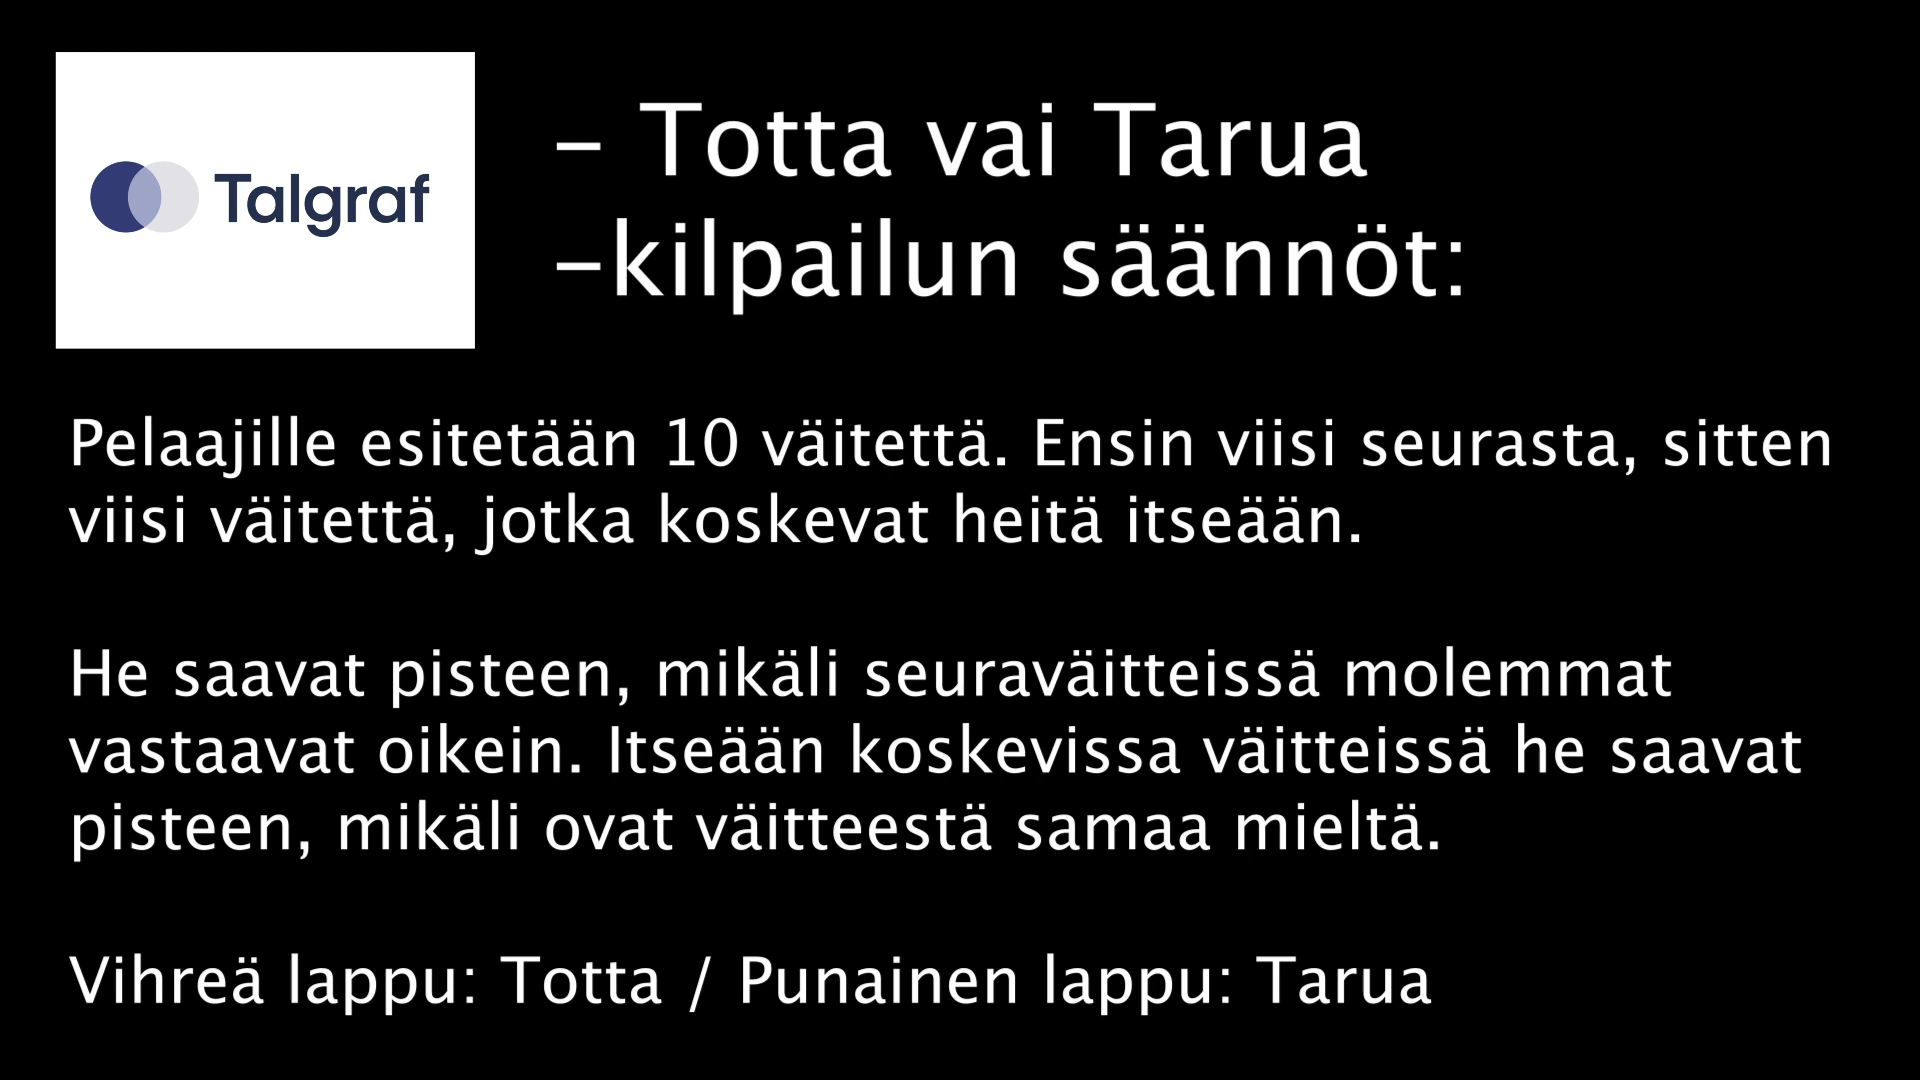 Talgraf
- Totta vai Tarua
-kilpailun säännöt:
Pelaajille esitetään 10 väitettä. Ensin viisi seurasta, sitten
viisi väitettä, jotka koskevat heitä itseään.
He saavat pisteen, mikäli seuraväitteissä molemmat
vastaavat oikein. Itseään koskevissa väitteissä he saavat
pisteen, mikäli ovat väitteestä samaa mieltä.
Vihreä lappu: Totta / Punainen lappu: Tarua